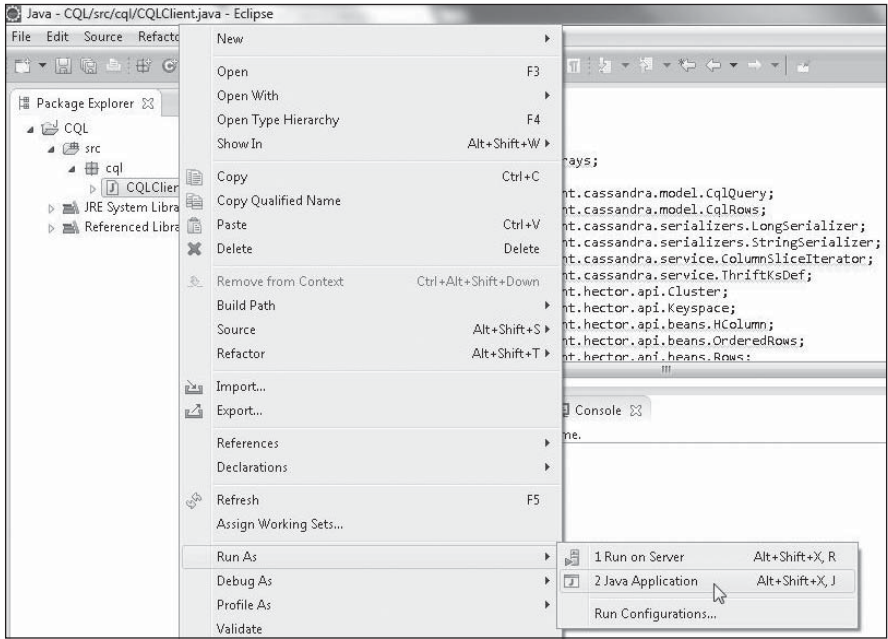 Java - CQL/src/cql/CQLClient.java - Eclipse
File Edit Source Refacto
Package Explorer
CQL
src
cql
CQLClier
JRE System Libra
Referenced Libra
New
Open F3
Open With
Open Type Hierarchy F4
Show In Alt+Shift+W
Copy Ctrl+C
Copy Qualified Name
Paste Ctrl+V
Delete Delete
Remove from Context Ctrl+Alt+Shift+Down
Build Path
Source Alt+Shift+S
Refactor Alt+Shift+T
Import...
Export...
References
Declarations
Refresh F5
Assign Working Sets...
Run As
Debug As
Profile As
Validate
rays;
nt.cassandra.model.CqlQuery;
nt.cassandra.model.CqlRows;
nt.cassandra.serializers.LongSerializer;
nt.cassandra.serializers.StringSerializer;
nt.cassandra.service.ColumnSliceIterator;
nt.cassandra.service.ThriftKsDef;
nt.hector.api.Cluster;
nt.hector.api.Keyspace;
nt.hector.api.beans.HColumn;
nt.hector.api.beans.OrderedRows;
nt.hector.api.beans.Rows;
Console
me.
1 Run on Server Alt+Shift+X, R
2 Java Application Alt+Shift+X, J
Run Configurations...